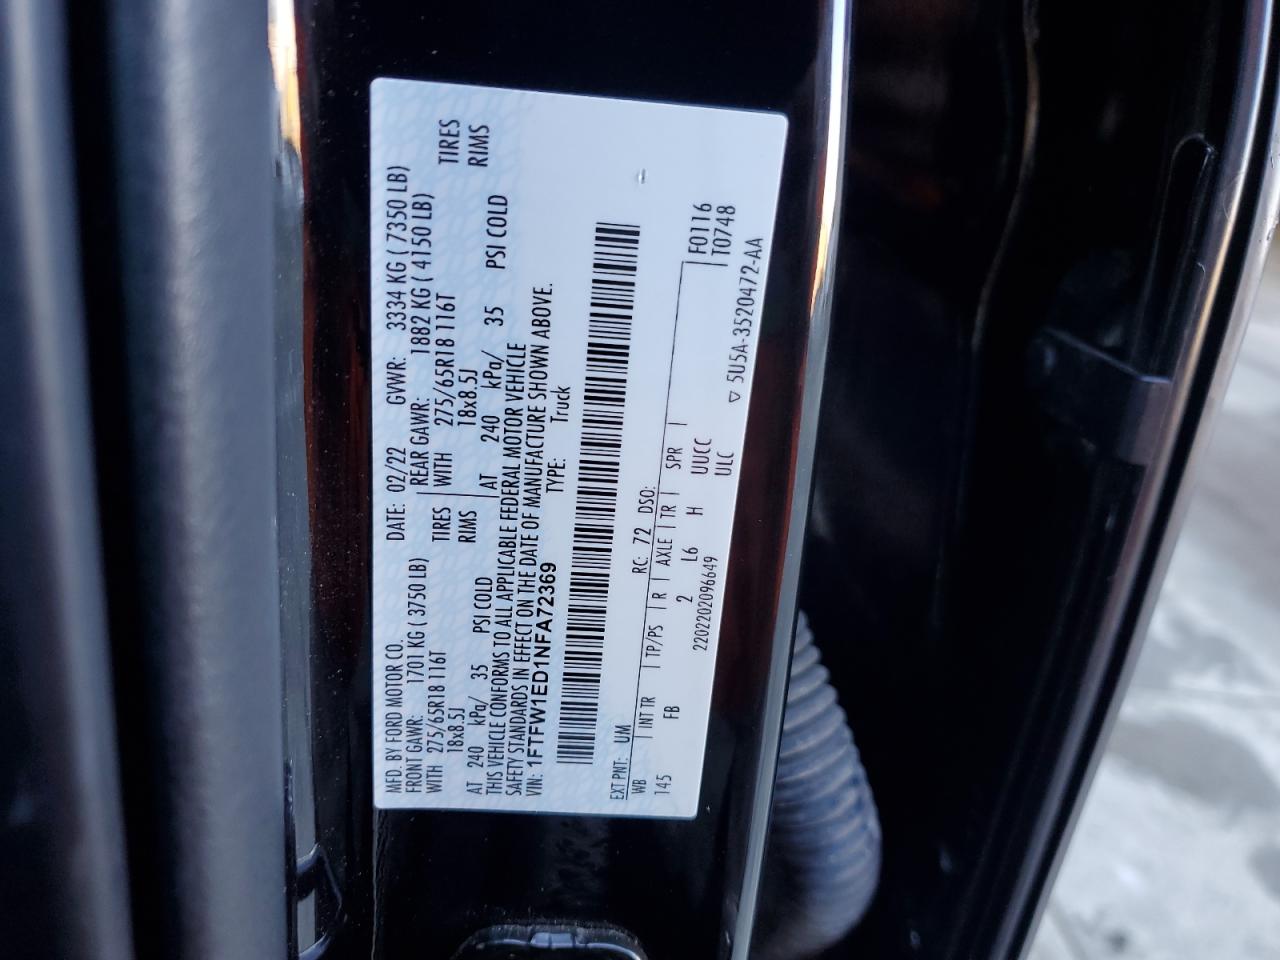 MFD. BY FORD MOTOR CO. DATE: 02/22 GVWR: 3334 KG ( 7350 LB)
FRONT GAWR: 1701 KG ( 3750 LB) REAR GAWR: 1882 KG ( 4150 LB)
WITH 275/65R18 116T TIRES WITH 275/65R18 116T TIRES
18x8.5J RIMS 18x8.5J RIMS
AT 240 kPa/ 35 PSI COLD AT 240 kPa/ 35 PSI COLD
THIS VEHICLE CONFORMS TO ALL APPLICABLE FEDERAL MOTOR VEHICLE
SAFETY STANDARDS IN EFFECT ON THE DATE OF MANUFACTURE SHOWN ABOVE.
VIN: 1FTFW1ED1NFA72369 TYPE: Truck
EXT PNT: UM RC: 72 DSO:
WB INT TR TP/PS R AXLE TR SPR F0116
145 FB 2 L6 H UUCC T0748
ULC
2202202096649 ▽ 5U5A-3520472-AA